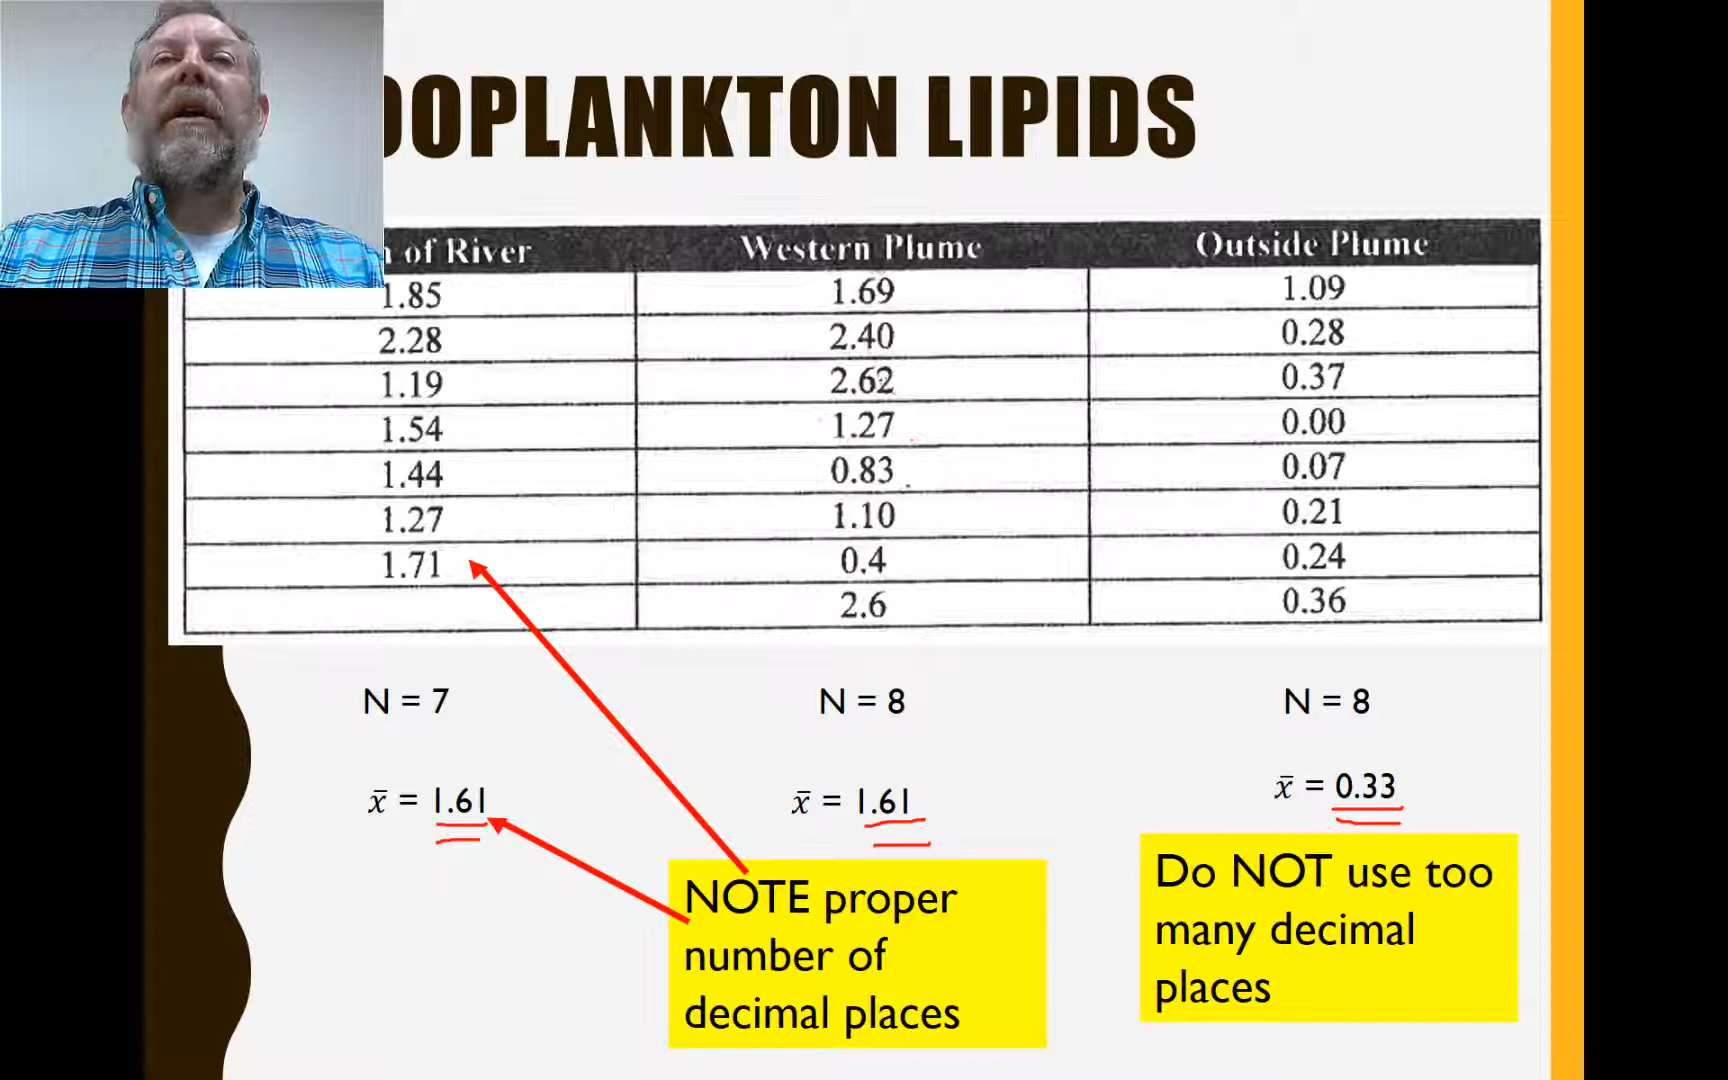 OOPLANKTON LIPIDS
of River Western Plume Outside Plume
1.85 1.69 1.09
2.28 2.40 0.28
1.19 2.62 0.37
1.54 1.27 0.00
1.44 0.83 0.07
1.27 1.10 0.21
1.71 0.4 0.24
2.6 0.36
N = 7 N = 8 N = 8
x̄ = 1.61 x̄ = 1.61 x̄ = 0.33
NOTE proper
number of
decimal places
Do NOT use too
many decimal
places